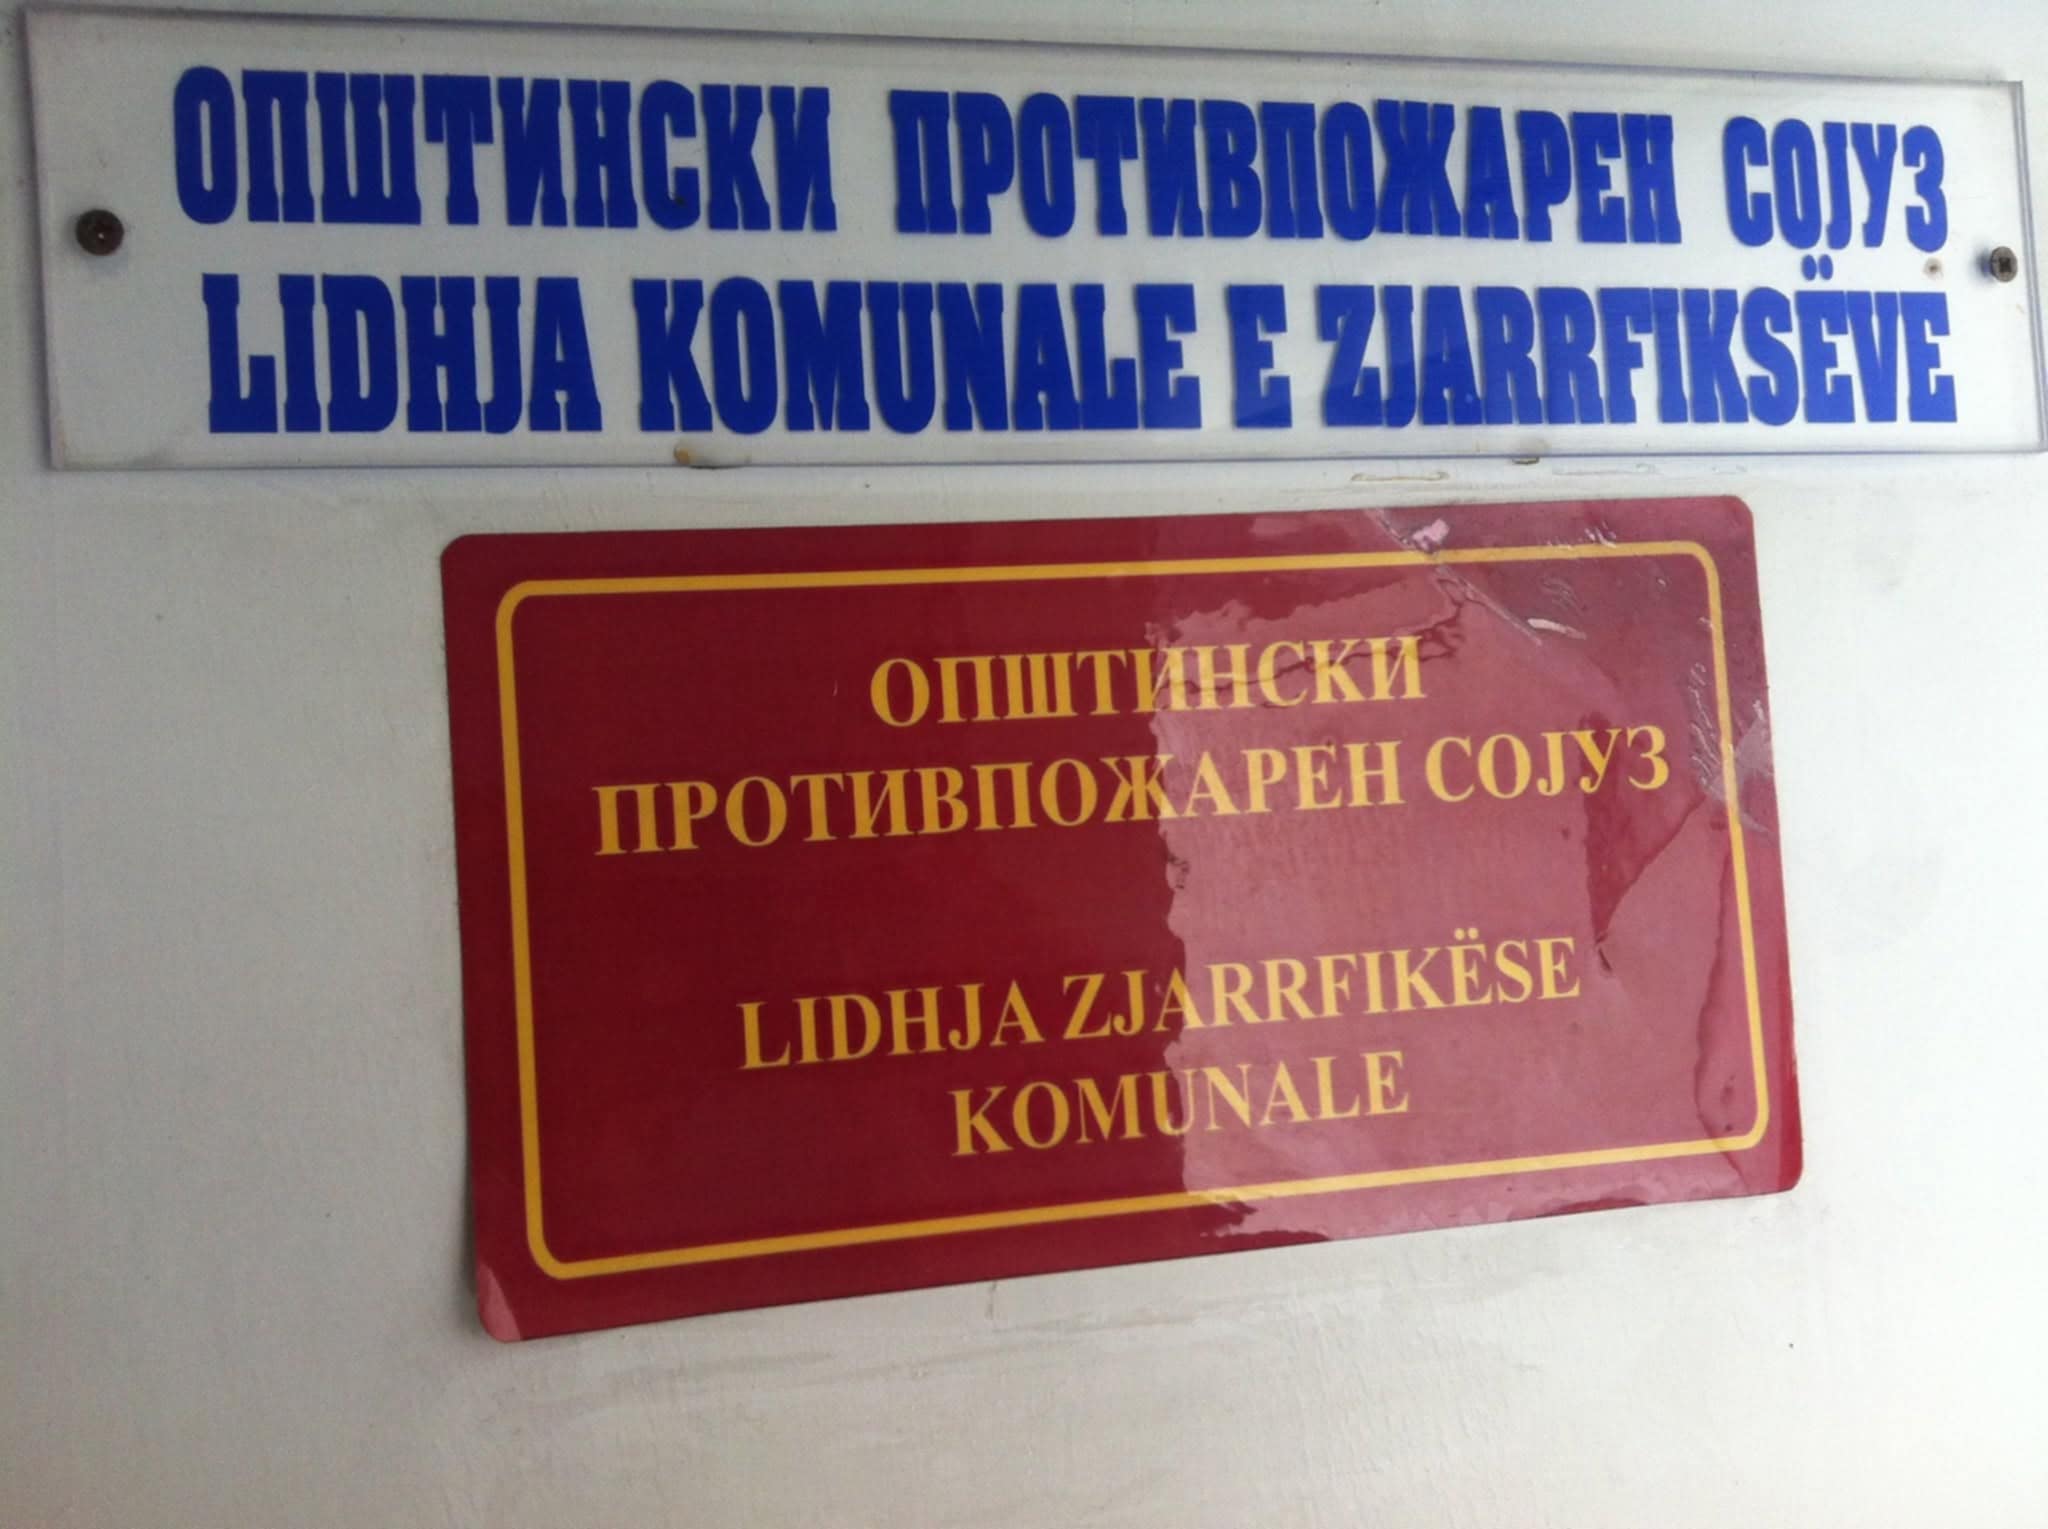 ОПШТИНСКИ ПРОТИВПОЖАРЕН СОЈУЗ
LIDHJA KOMUNALE E ZJARRFIKSËVE
ОПШТИНСКИ
ПРОТИВПОЖАРЕН СОЈУЗ
LIDHJA ZJARRFIKËSE
KOMUNALE